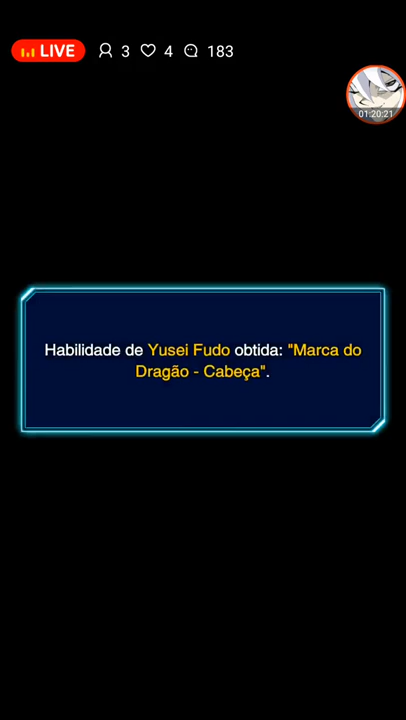 LIVE 3 4 183
01:20:21
Habilidade de Yusei Fudo obtida: "Marca do
Dragão - Cabeça".